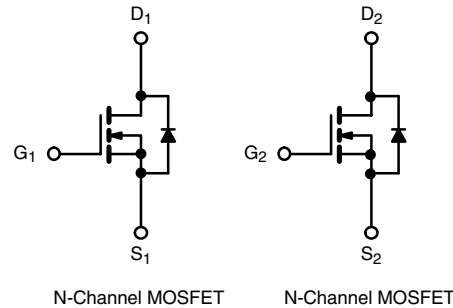 D1 D2
G1 G2
S1 S2
N-Channel MOSFET N-Channel MOSFET